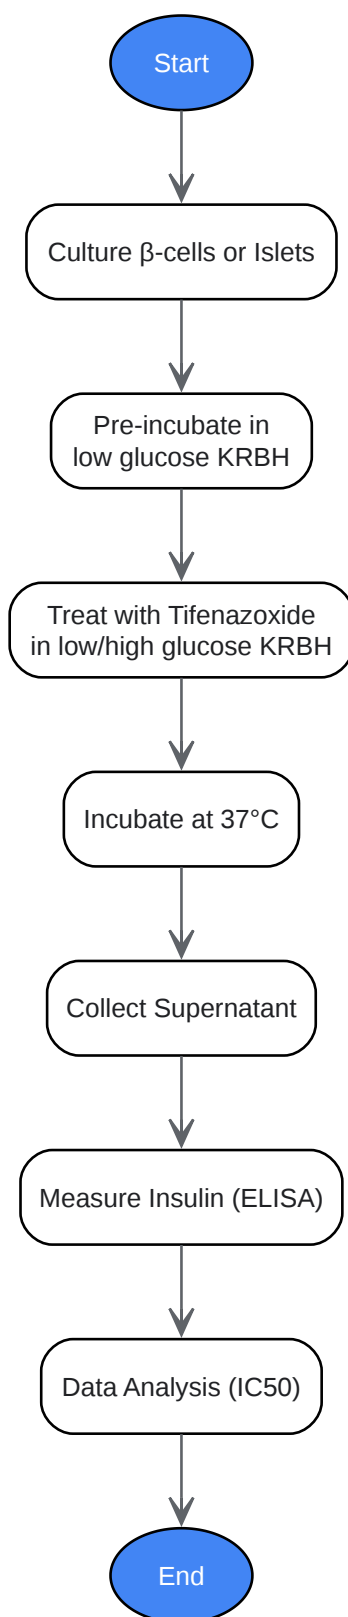 Start
Culture β-cells or Islets
Pre-incubate in
low glucose KRBH
Treat with Tifenazoxide
in low/high glucose KRBH
Incubate at 37°C
Collect Supernatant
Measure Insulin (ELISA)
Data Analysis (IC50)
End